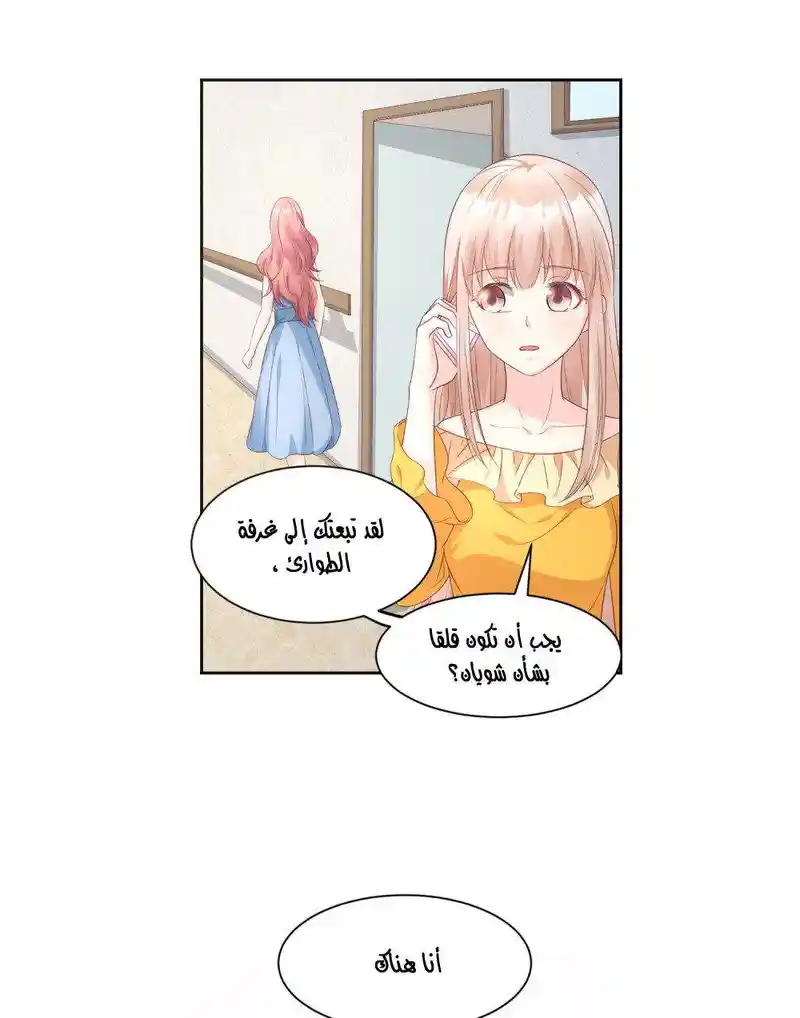 لقد تبعتك إلى غرفة
الطوارئ ،
يجب أن تكون قلقا
بشأن شويان؟
أنا هناك